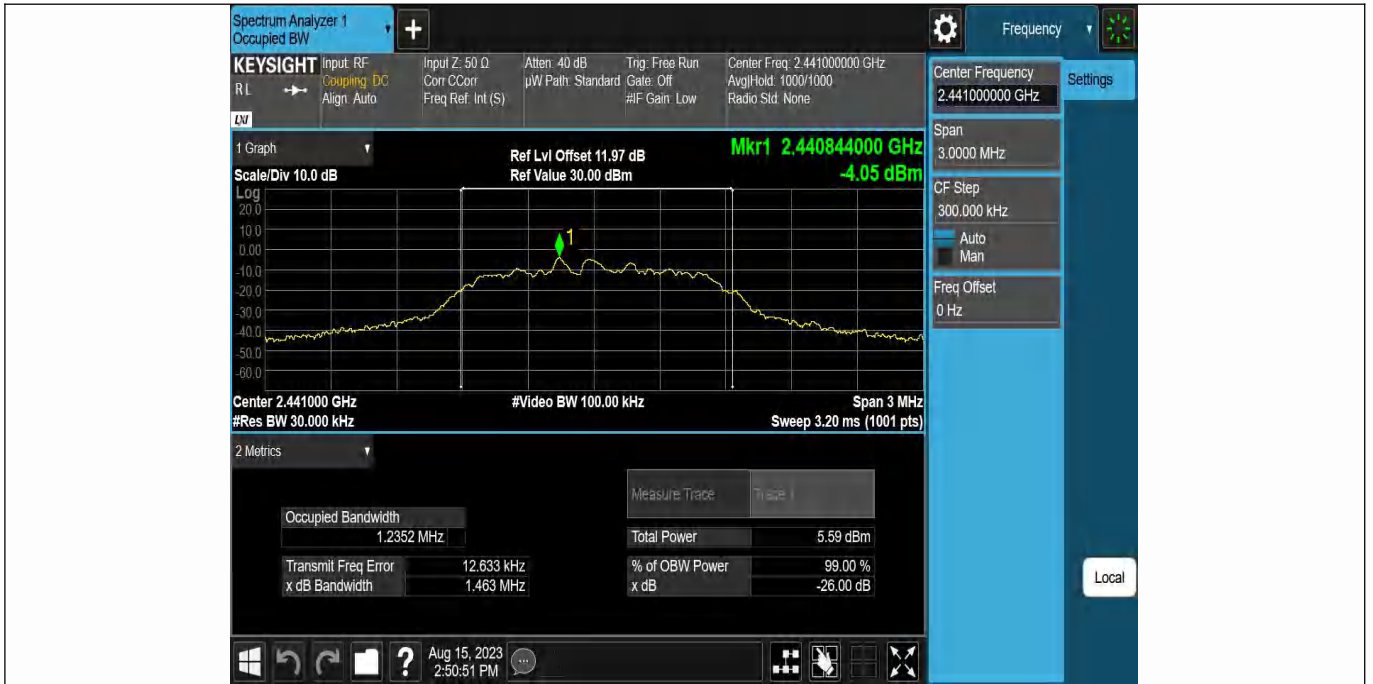 Spectrum Analyzer 1
Occupied BW
+
Frequency
KEYSIGHT
R L
LXI
Input: RF
Coupling: DC
Align: Auto
Input Z: 50 Ω
Corr CCorr
Freq Ref: Int (S)
Atten: 40 dB
µW Path: Standard
Trig: Free Run
Gate: Off
#IF Gain: Low
Center Freq: 2.441000000 GHz
Avg|Hold: 1000/1000
Radio Std: None
Center Frequency
2.441000000 GHz
Settings
Span
3.0000 MHz
CF Step
300.000 kHz
Auto
Man
Freq Offset
0 Hz
1 Graph
Scale/Div 10.0 dB
Ref Lvl Offset 11.97 dB
Ref Value 30.00 dBm
Mkr1 2.440844000 GHz
-4.05 dBm
Log
20.0
10.0
0.00
-10.0
-20.0
-30.0
-40.0
-50.0
-60.0
1
Center 2.441000 GHz
#Res BW 30.000 kHz
#Video BW 100.00 kHz
Span 3 MHz
Sweep 3.20 ms (1001 pts)
2 Metrics
Measure Trace Trace 1
Occupied Bandwidth
1.2352 MHz
Total Power 5.59 dBm
Transmit Freq Error 12.633 kHz
% of OBW Power 99.00 %
x dB Bandwidth 1.463 MHz
x dB -26.00 dB
Local
?
Aug 15, 2023
2:50:51 PM